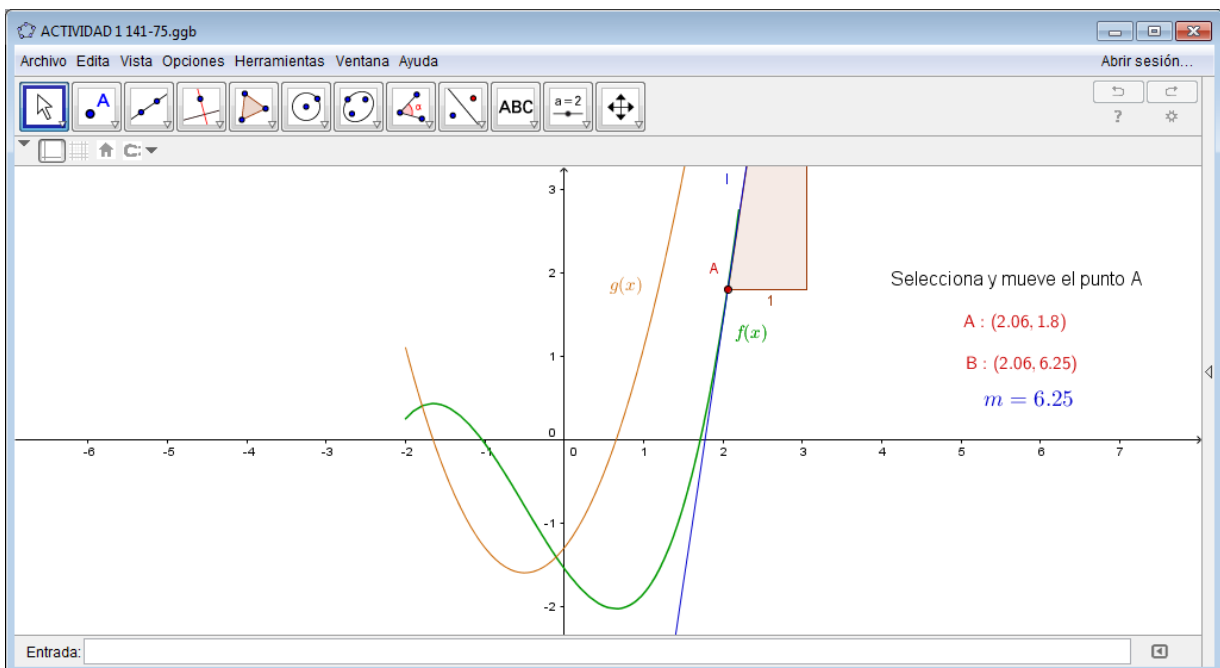 ACTIVIDAD 1 141-75.ggb
Archivo Edita Vista Opciones Herramientas Ventana Ayuda
Abrir sesión...
A
α
ABC
a=2
?
C:
3
2
1
0
-1
-2
-6
-5
-4
-3
-2
-1
0
1
2
3
4
5
6
7
g(x)
f(x)
l
A
1
Selecciona y mueve el punto A
A : (2.06, 1.8)
B : (2.06, 6.25)
m = 6.25
Entrada: